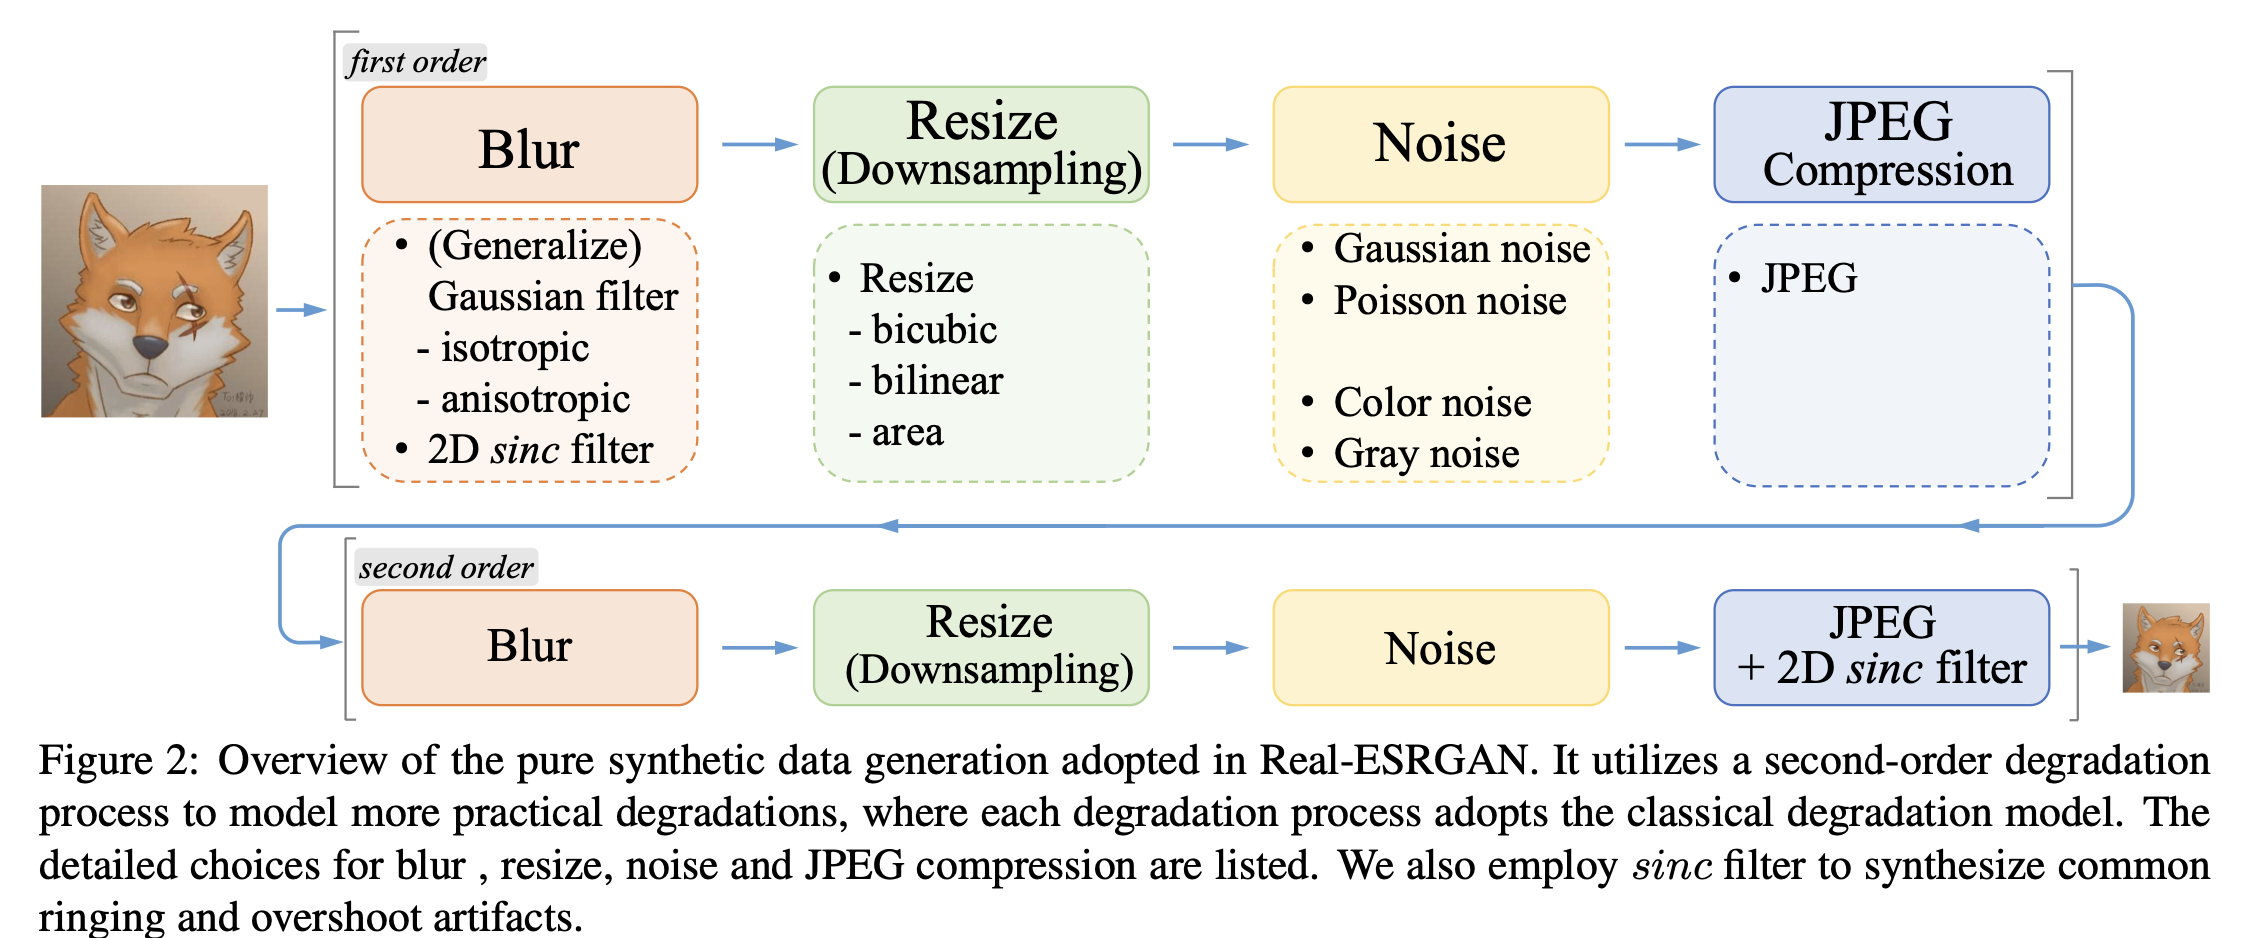 first order
Blur
Resize
(Downsampling)
Noise
JPEG
Compression
• (Generalize)
Gaussian filter
- isotropic
- anisotropic
• 2D sinc filter
• Resize
- bicubic
- bilinear
- area
• Gaussian noise
• Poisson noise
• Color noise
• Gray noise
• JPEG
second order
Blur
Resize
(Downsampling)
Noise
JPEG
+ 2D sinc filter
Figure 2: Overview of the pure synthetic data generation adopted in Real-ESRGAN. It utilizes a second-order degradation
process to model more practical degradations, where each degradation process adopts the classical degradation model. The
detailed choices for blur , resize, noise and JPEG compression are listed. We also employ sinc filter to synthesize common
ringing and overshoot artifacts.